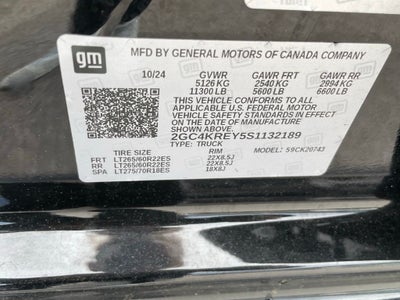 gm
MFD BY GENERAL MOTORS OF CANADA COMPANY
10/24 GVWR GAWR FRT GAWR RR
5126 KG 2540 KG 2994 KG
11300 LB 5600 LB 6600 LB
THIS VEHICLE CONFORMS TO ALL
APPLICABLE U.S. FEDERAL MOTOR
VEHICLE SAFETY STANDARDS IN
EFFECT ON THE DATE OF
MANUFACTURE SHOWN ABOVE.
2GC4KREY5S1132189
TYPE: TRUCK MODEL: 59CK20743
TIRE SIZE RIM
FRT LT265/60R22ES 22X8.5J
RR LT265/60R22ES 22X8.5J
SPA LT275/70R18ES 18X8J